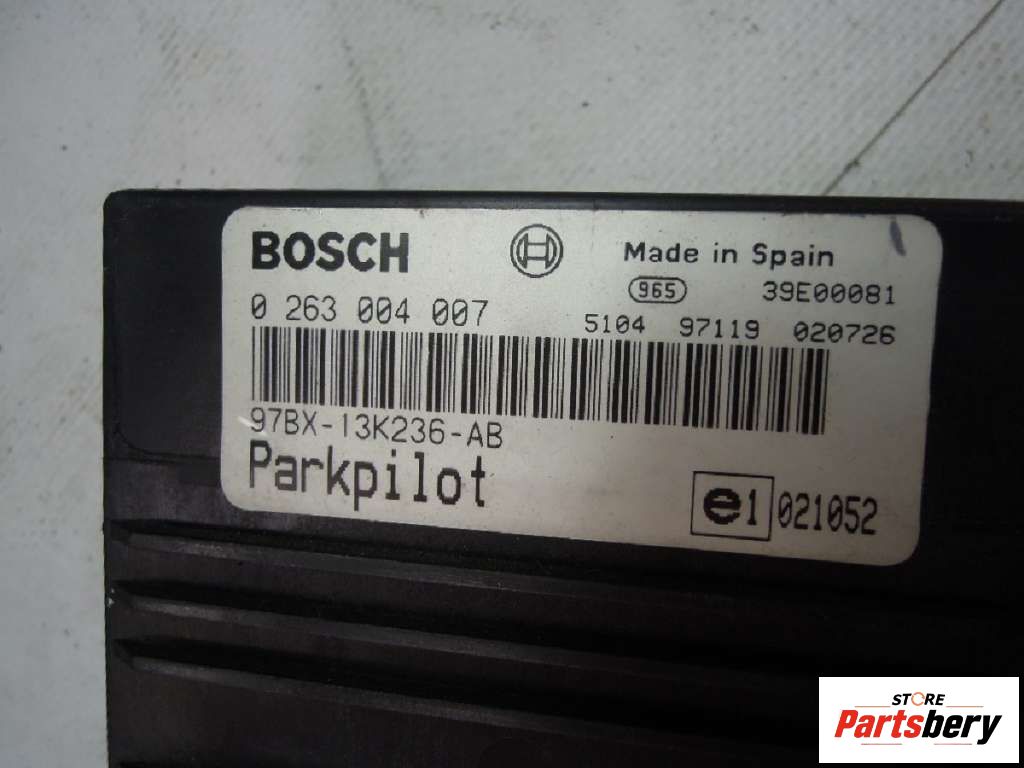 BOSCH
Made in Spain
965 39E00081
0 263 004 007
5104 97119 020726
97BX-13K236-AB
Parkpilot
e1 021052
STORE
Partsbery